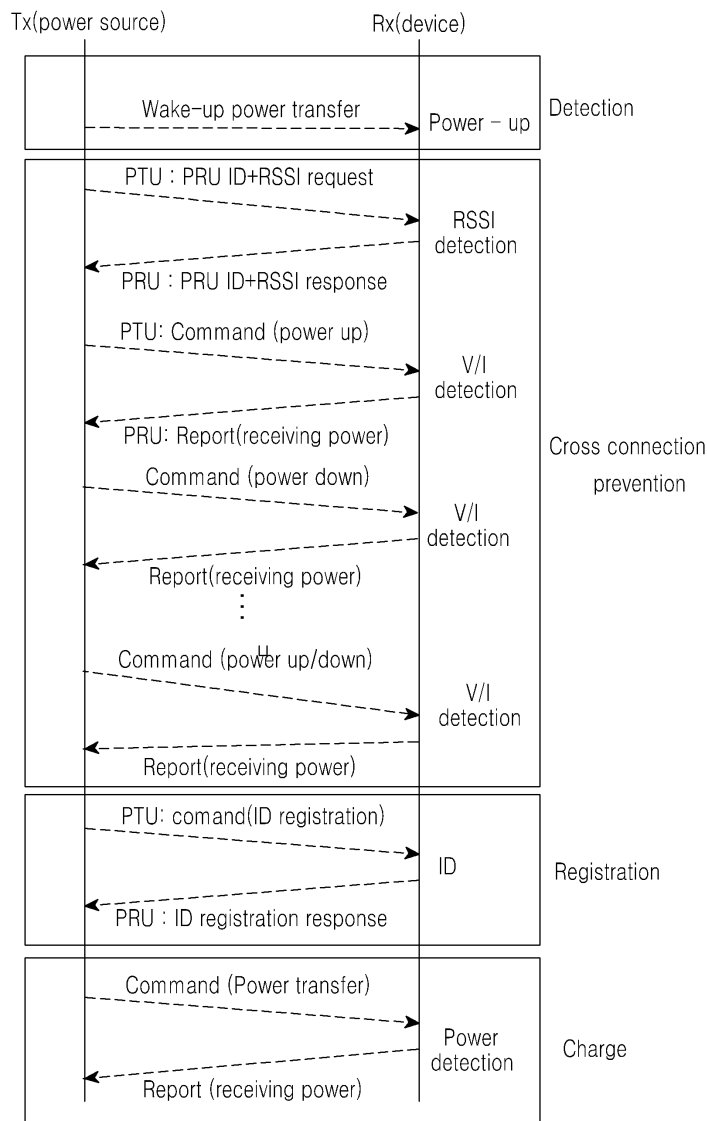 Tx(power source)
Rx(device)
Wake-up power transfer
Power - up
Detection
PTU : PRU ID+RSSI request
RSSI
detection
PRU : PRU ID+RSSI response
PTU: Command (power up)
V/I
detection
PRU: Report(receiving power)
Cross connection
prevention
Command (power down)
V/I
detection
Report(receiving power)
Command (power up/down)
V/I
detection
Report(receiving power)
PTU: comand(ID registration)
ID
Registration
PRU : ID registration response
Command (Power transfer)
Power
detection
Charge
Report (receiving power)